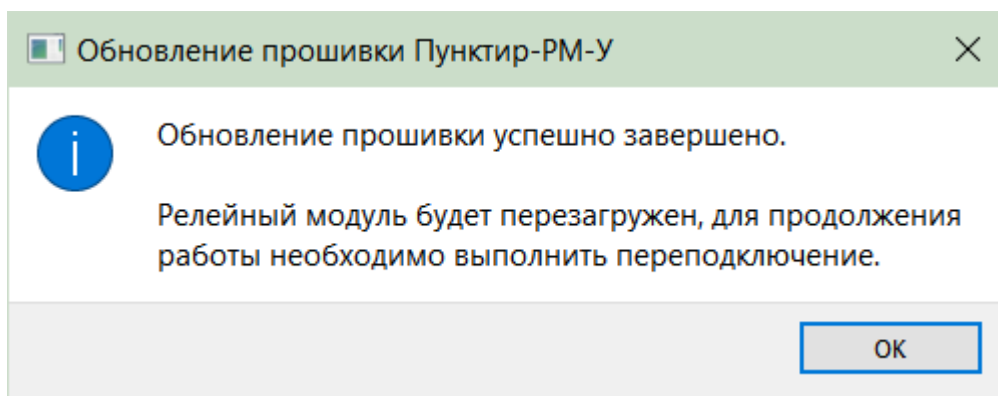 Обновление прошивки Пунктир-РМ-У
Обновление прошивки успешно завершено.
Релейный модуль будет перезагружен, для продолжения
работы необходимо выполнить переподключение.
ОК